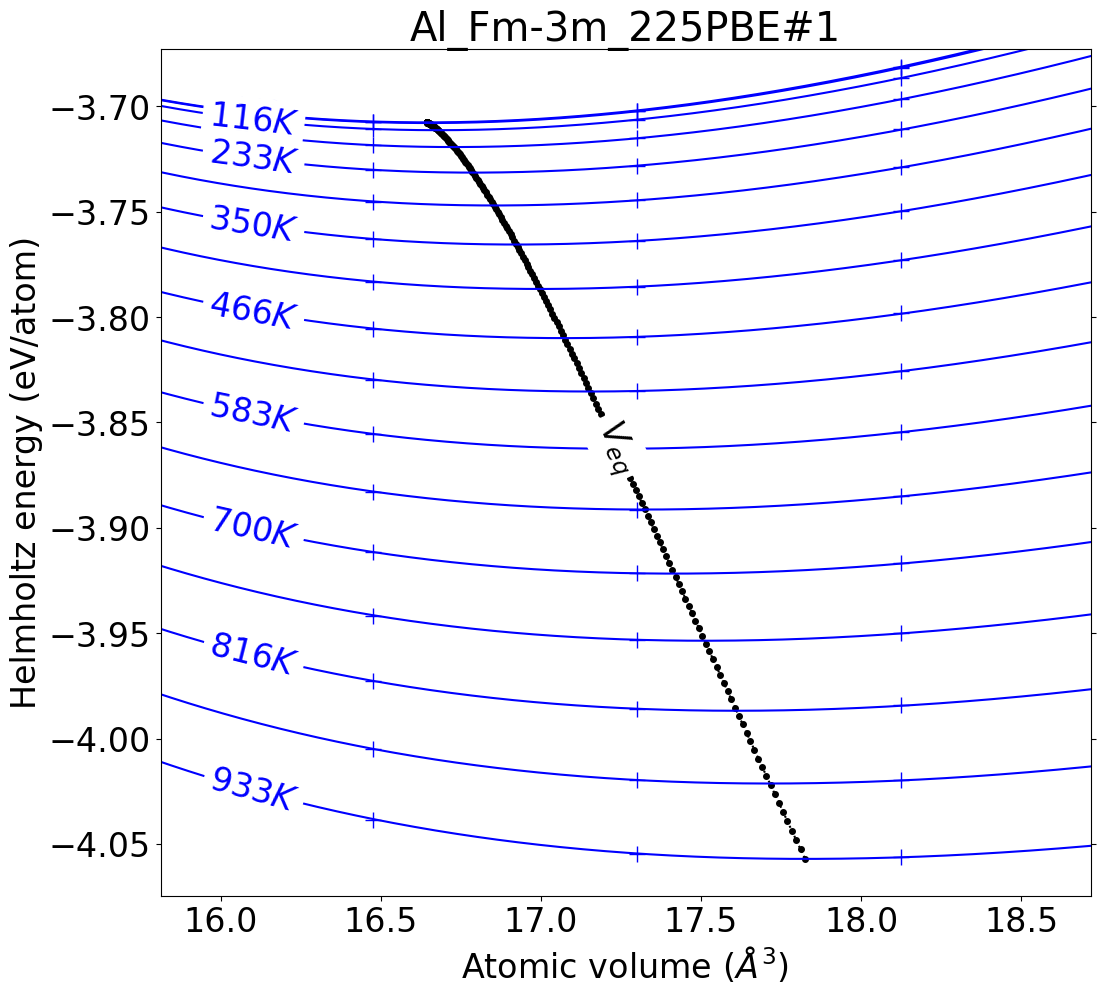 Al_Fm-3m_225PBE#1
Helmholtz energy (eV/atom)
−3.70
−3.75
−3.80
−3.85
−3.90
−3.95
−4.00
−4.05
116K
233K
350K
466K
583K
700K
816K
933K
V_eq
16.0 16.5 17.0 17.5 18.0 18.5
Atomic volume (Å³)